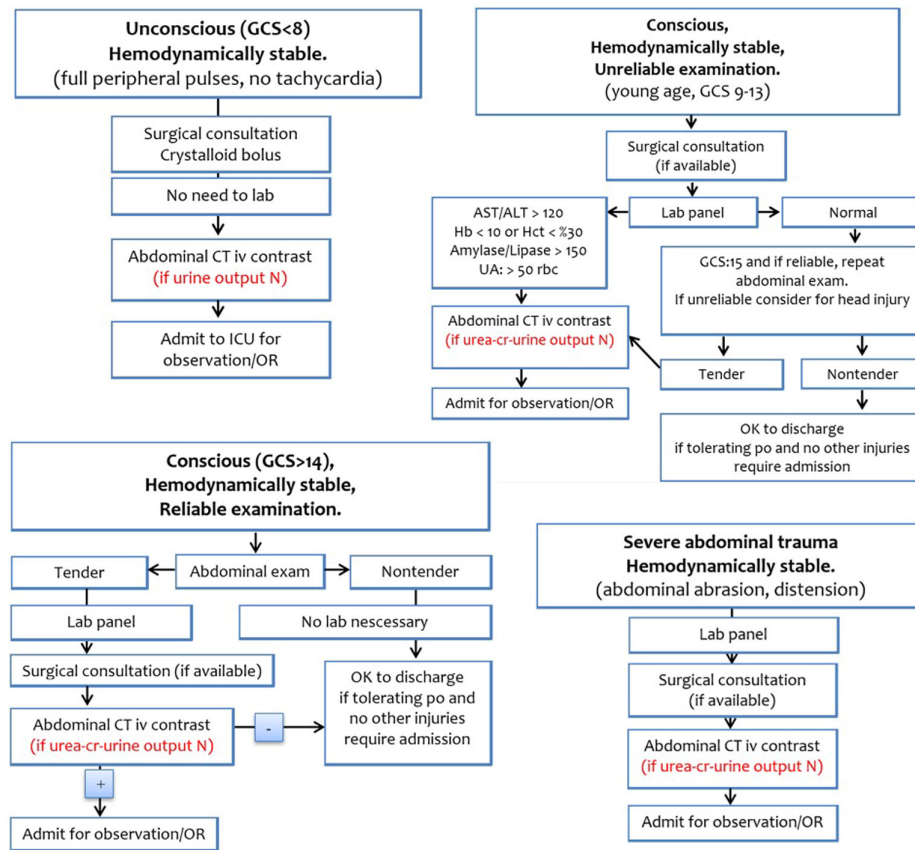 Unconscious (GCS<8)
Hemodynamically stable.
(full peripheral pulses, no tachycardia)
Surgical consultation
Crystalloid bolus
No need to lab
Abdominal CT iv contrast
(if urine output N)
Admit to ICU for
observation/OR
Conscious,
Hemodynamically stable,
Unreliable examination.
(young age, GCS 9-13)
Surgical consultation
(if available)
AST/ALT > 120
Hb < 10 or Hct < %30
Amylase/Lipase > 150
UA: > 50 rbc
Lab panel
Normal
GCS:15 and if reliable, repeat
abdominal exam.
If unreliable consider for head injury
Abdominal CT iv contrast
(if urea-cr-urine output N)
Tender
Nontender
Admit for observation/OR
OK to discharge
if tolerating po and no other injuries
require admission
Conscious (GCS>14),
Hemodynamically stable,
Reliable examination.
Tender
Abdominal exam
Nontender
Lab panel
No lab nescessary
Surgical consultation (if available)
OK to discharge
if tolerating po and
no other injuries
require admission
Abdominal CT iv contrast
(if urea-cr-urine output N)
-
+
Admit for observation/OR
Severe abdominal trauma
Hemodynamically stable.
(abdominal abrasion, distension)
Lab panel
Surgical consultation
(if available)
Abdominal CT iv contrast
(if urea-cr-urine output N)
Admit for observation/OR